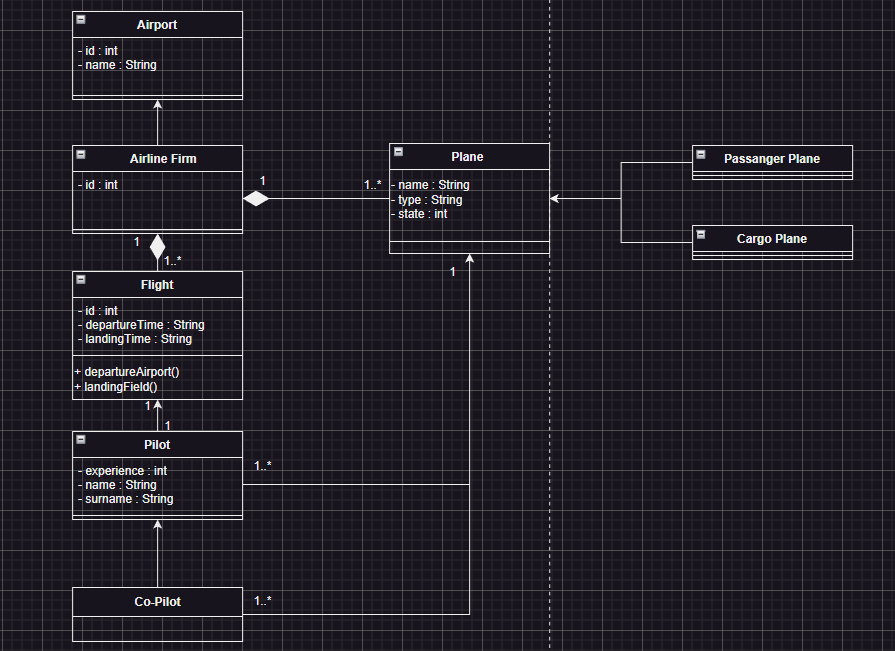 Airport
- id : int
- name : String
Airline Firm
- id : int
1
1..*
Plane
- name : String
- type : String
- state : int
Passanger Plane
Cargo Plane
1
1..*
1
Flight
- id : int
- departureTime : String
- landingTime : String
+ departureAirport()
+ landingField()
1
1
Pilot
- experience : int
- name : String
- surname : String
1..*
Co-Pilot
1..*